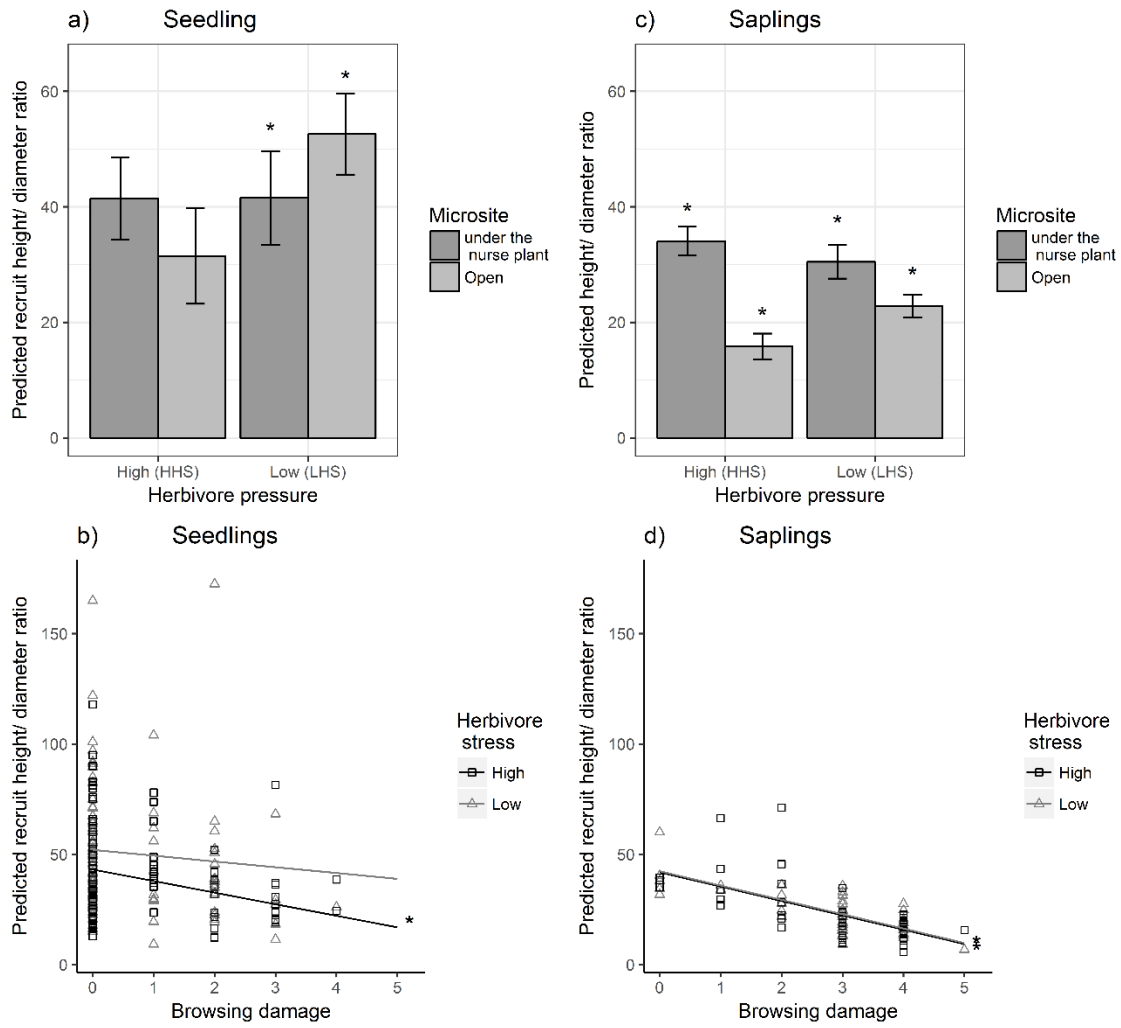 a) Seedling
Predicted recruit height/ diameter ratio
60
40
20
0
*
*
High (HHS)
Low (LHS)
Herbivore pressure
Microsite
under the
nurse plant
Open
c) Saplings
Predicted height/ diameter ratio
60
40
20
0
*
*
*
*
High (HHS)
Low (LHS)
Herbivore pressure
Microsite
under the
nurse plant
Open
b) Seedlings
Predicted recruit height/ diameter ratio
150
100
50
0
*
0 1 2 3 4 5
Browsing damage
Herbivore
stress
High
Low
d) Saplings
Predicted recruit height/ diameter ratio
150
100
50
0
*
*
0 1 2 3 4 5
Browsing damage
Herbivore
stress
High
Low